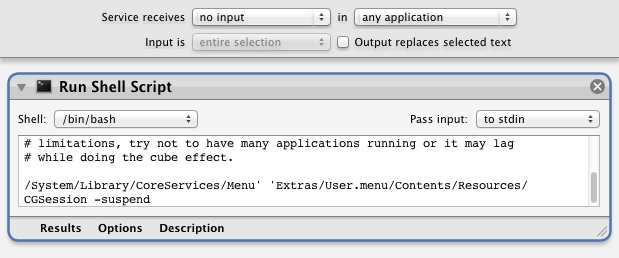 Service receives no input in any application
Input is entire selection Output replaces selected text
Run Shell Script
Shell: /bin/bash Pass input: to stdin
# limitations, try not to have many applications running or it may lag
# while doing the cube effect.
/System/Library/CoreServices/Menu' 'Extras/User.menu/Contents/Resources/
CGSession -suspend
Results Options Description